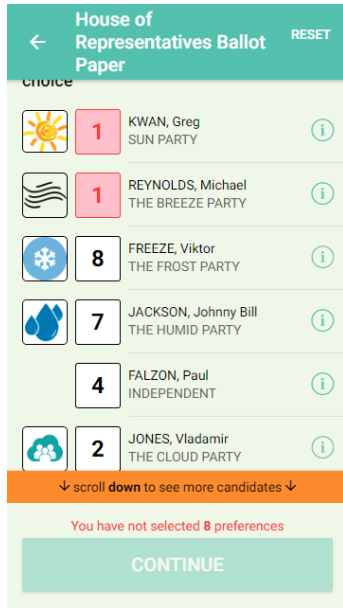 House of
Representatives Ballot
Paper
RESET
choice
1
KWAN, Greg
SUN PARTY
1
REYNOLDS, Michael
THE BREEZE PARTY
8
FREEZE, Viktor
THE FROST PARTY
7
JACKSON, Johnny Bill
THE HUMID PARTY
4
FALZON, Paul
INDEPENDENT
2
JONES, Vladamir
THE CLOUD PARTY
↓ scroll down to see more candidates ↓
You have not selected 8 preferences
CONTINUE